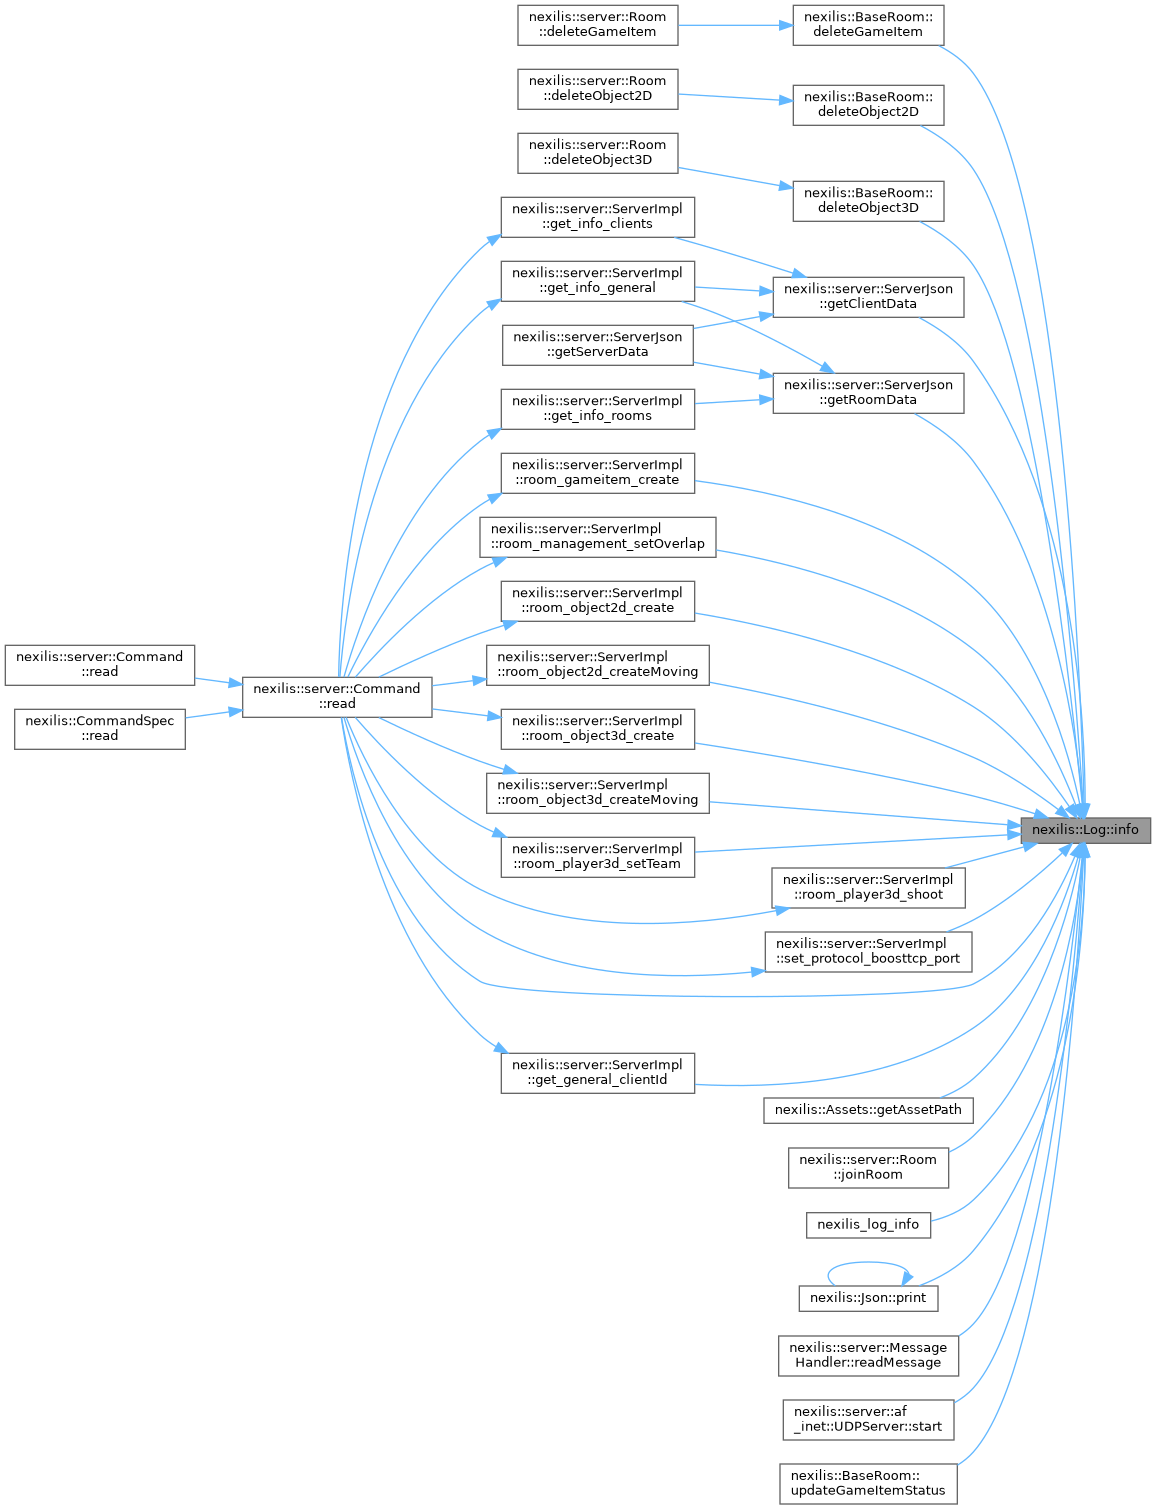 nexilis::server::Room
::deleteGameItem
nexilis::BaseRoom::
deleteGameItem
nexilis::server::Room
::deleteObject2D
nexilis::BaseRoom::
deleteObject2D
nexilis::server::Room
::deleteObject3D
nexilis::BaseRoom::
deleteObject3D
nexilis::server::ServerImpl
::get_info_clients
nexilis::server::ServerImpl
::get_info_general
nexilis::server::ServerJson
::getClientData
nexilis::server::ServerJson
::getServerData
nexilis::server::ServerJson
::getRoomData
nexilis::server::ServerImpl
::get_info_rooms
nexilis::server::ServerImpl
::room_gameitem_create
nexilis::server::ServerImpl
::room_management_setOverlap
nexilis::server::ServerImpl
::room_object2d_create
nexilis::server::Command
::read
nexilis::server::ServerImpl
::room_object2d_createMoving
nexilis::server::Command
::read
nexilis::CommandSpec
::read
nexilis::server::ServerImpl
::room_object3d_create
nexilis::server::ServerImpl
::room_object3d_createMoving
nexilis::Log::info
nexilis::server::ServerImpl
::room_player3d_setTeam
nexilis::server::ServerImpl
::room_player3d_shoot
nexilis::server::ServerImpl
::set_protocol_boosttcp_port
nexilis::server::ServerImpl
::get_general_clientId
nexilis::Assets::getAssetPath
nexilis::server::Room
::joinRoom
nexilis_log_info
nexilis::Json::print
nexilis::server::Message
Handler::readMessage
nexilis::server::af
_inet::UDPServer::start
nexilis::BaseRoom::
updateGameItemStatus